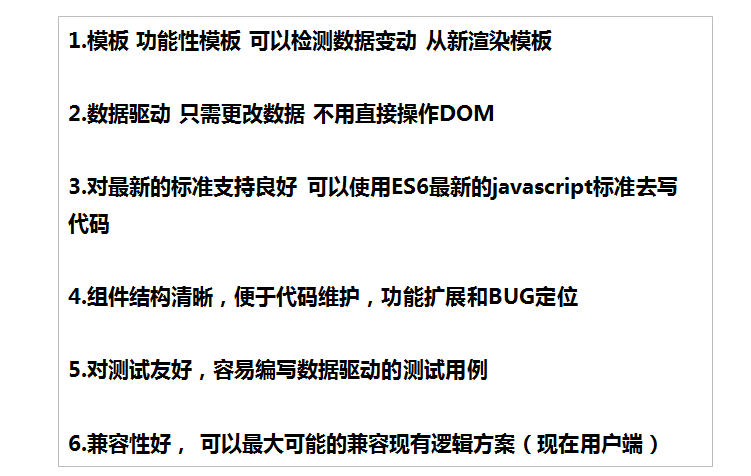 1.模板 功能性模板 可以检测数据变动 从新渲染模板
2.数据驱动 只需更改数据 不用直接操作DOM
3.对最新的标准支持良好 可以使用ES6最新的javascript标准去写
代码
4.组件结构清晰，便于代码维护，功能扩展和BUG定位
5.对测试友好，容易编写数据驱动的测试用例
6.兼容性好， 可以最大可能的兼容现有逻辑方案（现在用户端）